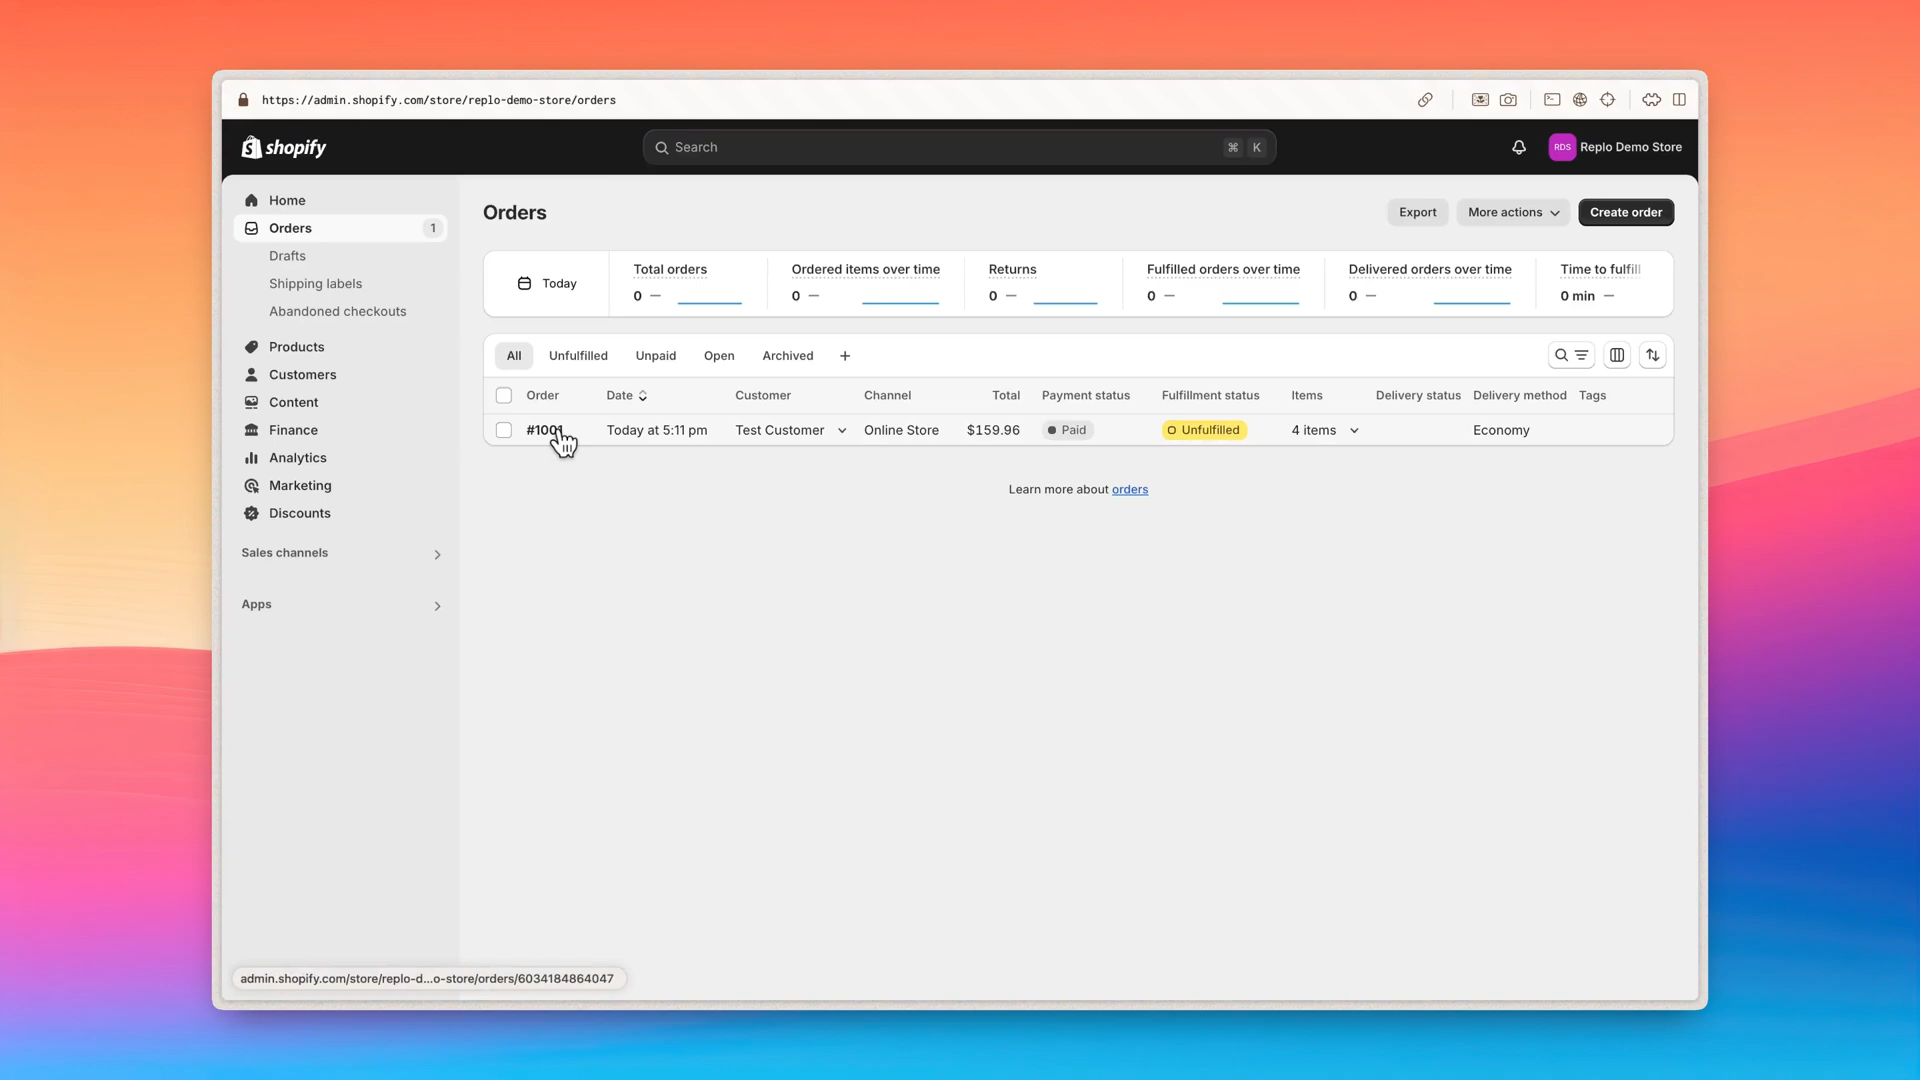 https://admin.shopify.com/store/replo-demo-store/orders
shopify
Search
⌘ K
RDS
Replo Demo Store
Home
Orders 1
Drafts
Shipping labels
Abandoned checkouts
Products
Customers
Content
Finance
Analytics
Marketing
Discounts
Sales channels
Apps
Orders
Export
More actions
Create order
Today
Total orders
0 —
Ordered items over time
0 —
Returns
0 —
Fulfilled orders over time
0 —
Delivered orders over time
0 —
Time to fulfill
0 min —
All Unfulfilled Unpaid Open Archived +
Order Date Customer Channel Total Payment status Fulfillment status Items Delivery status Delivery method Tags
#1001 Today at 5:11 pm Test Customer Online Store $159.96 Paid Unfulfilled 4 items Economy
Learn more about orders
admin.shopify.com/store/replo-d...o-store/orders/6034184864047